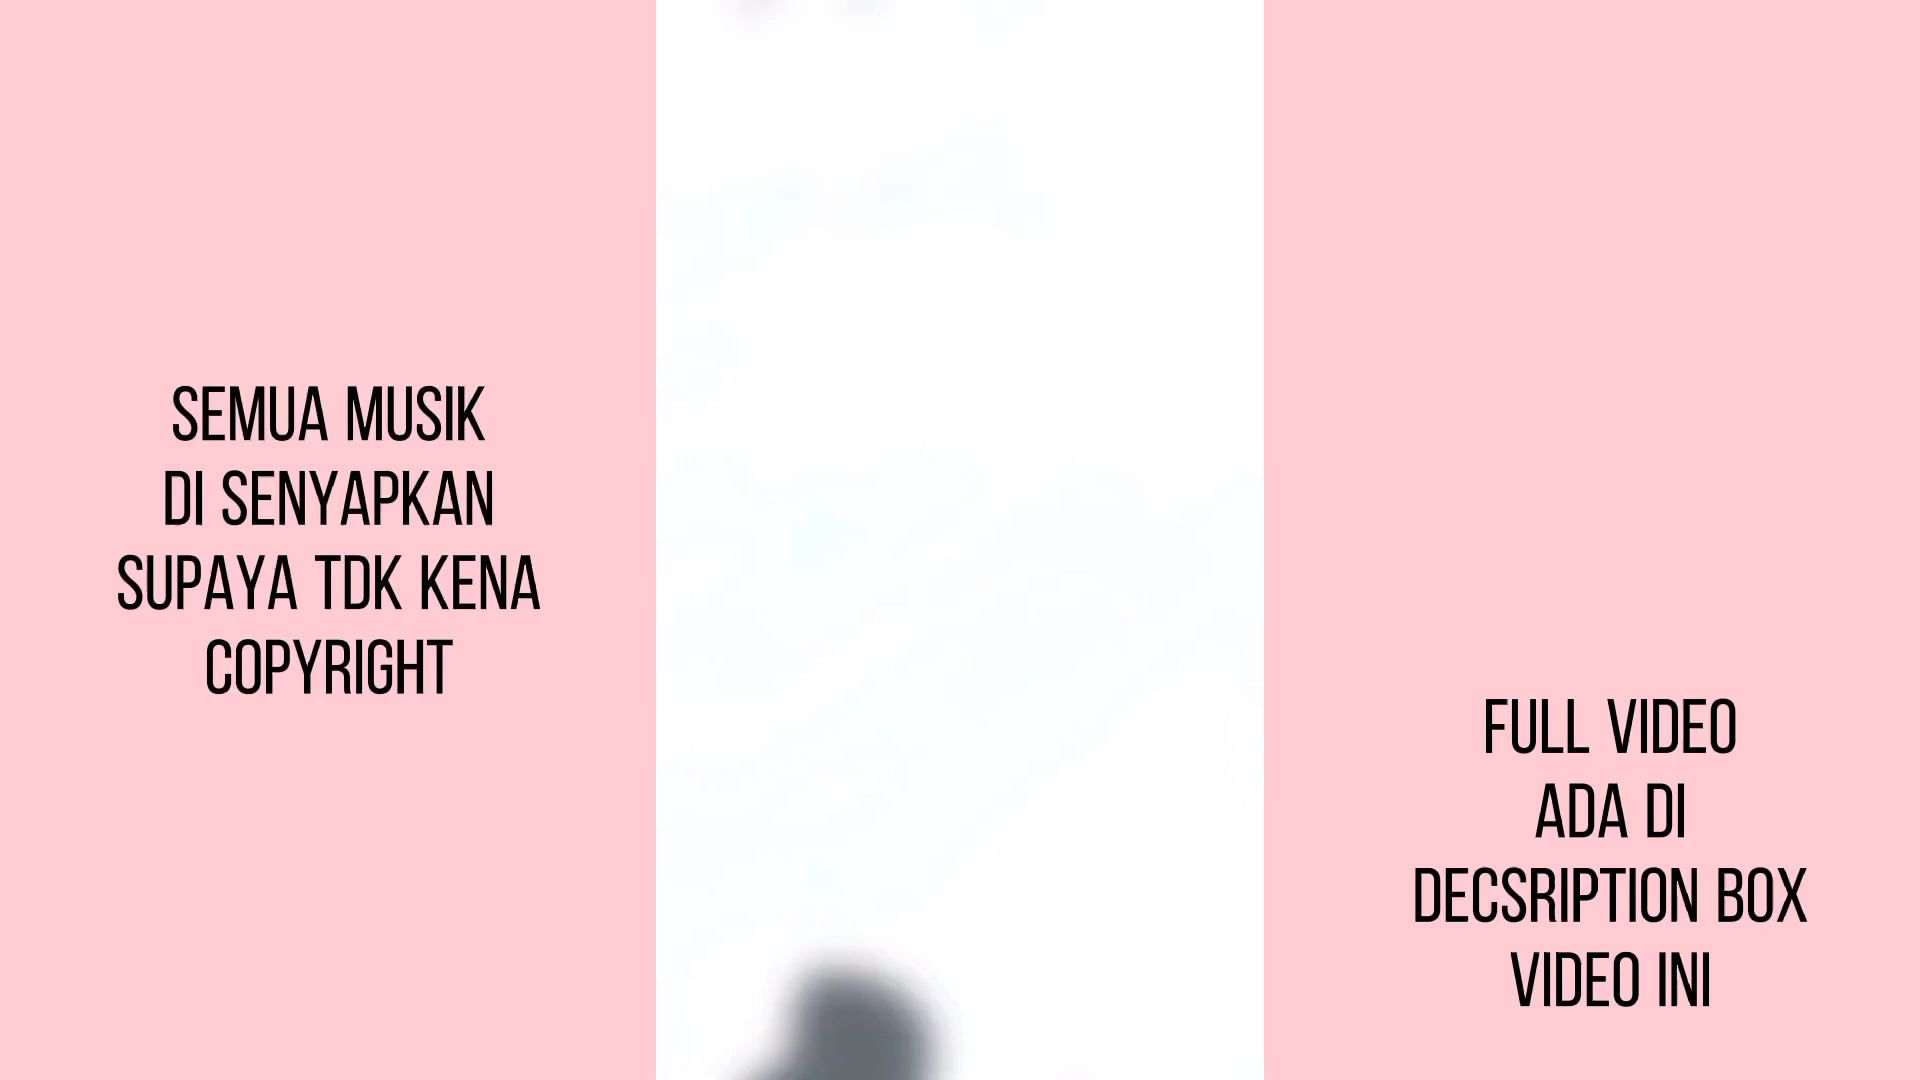 SEMUA MUSIK
DI SENYAPKAN
SUPAYA TDK KENA
COPYRIGHT
FULL VIDEO
ADA DI
DECSRIPTION BOX
VIDEO INI